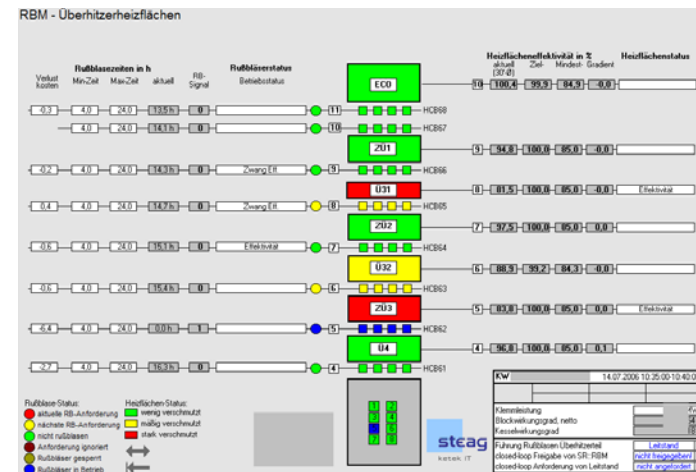 RBM - Überhitzerheizflächen
Rußblasezeiten in h Rußbläserstatus Heizflächeneffektivität in % Heizflächenstatus
Verlust kosten Min-Zeit Max-Zeit aktuell RB-Signal Betriebsstatus aktuell (30'Ø) Ziel- Mindest- Gradient
ECO 10 100,4 99,9 84,9 -0,0
-0,3 4,0 24,0 13,5 h 0 11 HCB68
4,0 24,0 14,1 h 0 10 HCB67
ZÜ1 9 94,8 100,0 85,0 -0,0
-0,2 4,0 24,0 14,3 h 0 Zwang Eff. 9 HCB66
Ü31 8 81,5 100,0 85,0 -0,0 Effektivität
0,4 4,0 24,0 14,7 h 0 Zwang Eff. 8 HCB65
ZÜ2 7 97,5 100,0 85,0 0,0
-0,6 4,0 24,0 15,1 h 0 Effektivität 7 HCB64
Ü32 6 88,9 99,2 84,3 -0,0
-0,6 4,0 24,0 15,4 h 0 6 HCB63
ZÜ3 5 83,8 100,0 85,0 0,0 Effektivität
-6,4 4,0 24,0 0,0 h 1 5 HCB62
Ü4 4 96,8 100,0 85,0 0,1
-2,7 4,0 24,0 16,3 h 0 4 HCB61
KW 14.07.2006 10:35:00-10:40:0
Rußblase-Status: Heizflächen-Status:
aktuelle RB-Anforderung wenig verschmutzt
nächste RB-Anforderung mäßig verschmutzt
nicht rußblasen stark verschmutzt
Anforderung ignoriert
Rußbläser gesperrt
Rußbläser in Betrieb
1 2
3 4
6
7 8
steag
ketek IT
Klemmleistung
Blockwirkungsgrad, netto
Kesselwirkungsgrad
Führung Rußblasen Überhitzerteil Leitstand
closed-loop Freigabe von SR::RBM nicht freigegeben
closed-loop Anforderung von Leitstand nicht angefordert